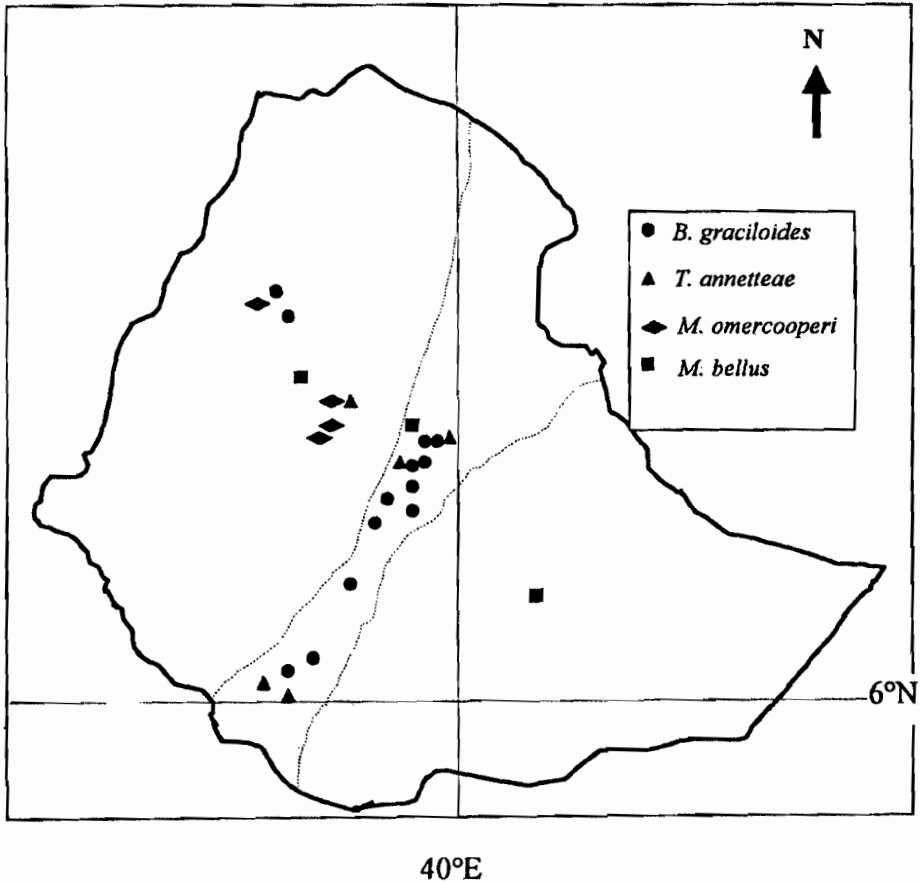 N
B. graciloides
T. annetteae
M. omercooperi
M. bellus
6°N
40°E